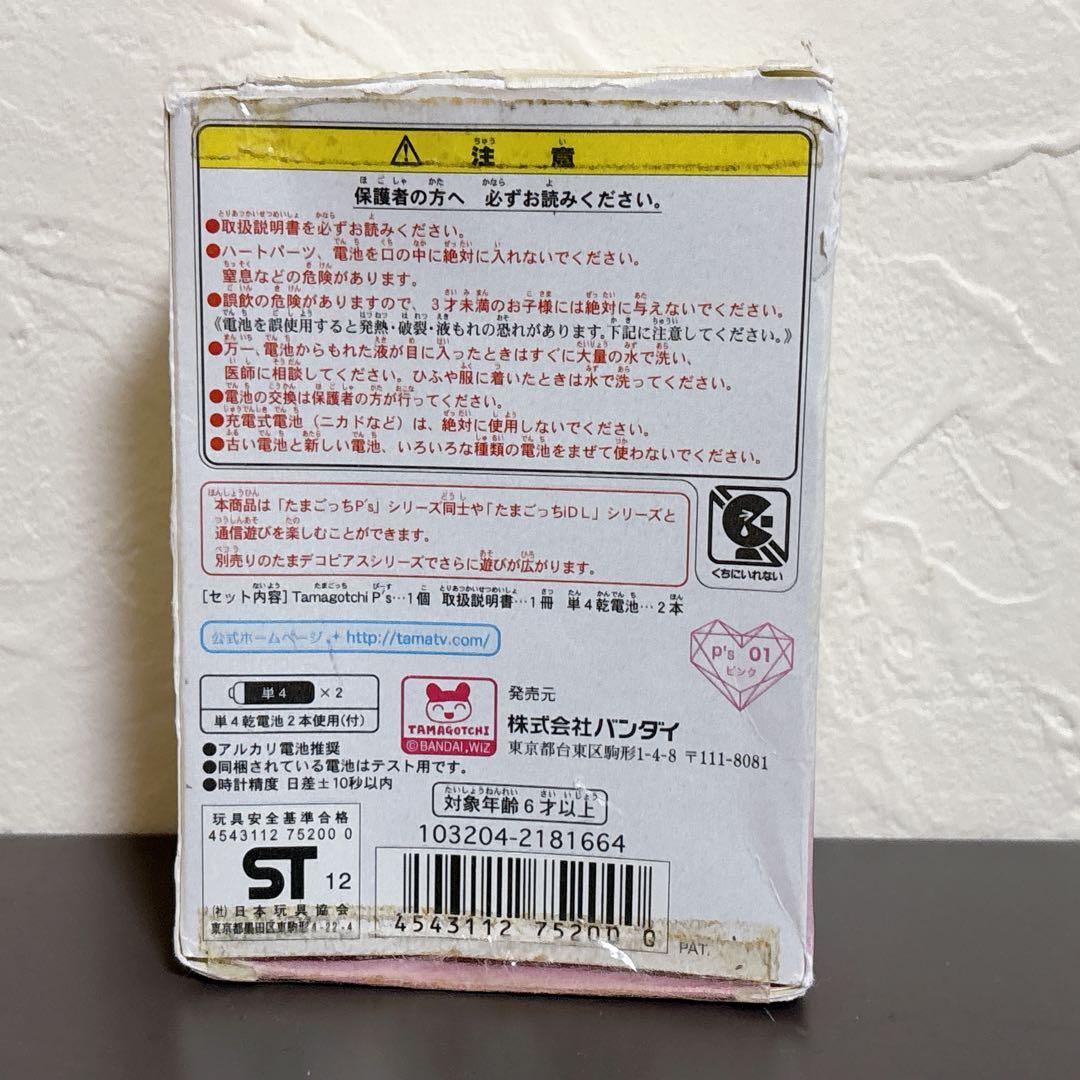 注意
保護者の方へ 必ずお読みください。
●取扱説明書を必ずお読みください。
●ハートパーツ、電池を口の中に絶対に入れないでください。
窒息などの危険があります。
●誤飲の危険がありますので、3才未満のお子様には絶対に与えないでください。
《電池を誤使用すると発熱・破裂・液もれの恐れがあります。下記に注意してください。》
●万一、電池からもれた液が目に入ったときはすぐに大量の水で洗い、
医師に相談してください。ひふや服に着いたときは水で洗ってください。
●電池の交換は保護者の方が行ってください。
●充電式電池（ニカドなど）は、絶対に使用しないでください。
●古い電池と新しい電池、いろいろな種類の電池をまぜて使わないでください。
本商品は「たまごっちP's」シリーズ同士や「たまごっちiDL」シリーズと
通信遊びを楽しむことができます。
別売りのたまデコピアスシリーズでさらに遊びが広がります。
くちにいれない
[セット内容] Tamagotchi P's…1個 取扱説明書…1冊 単4乾電池…2本
公式ホームページ http://tamatv.com/
P's 01
ピンク
単4 ×2
単4乾電池2本使用(付)
TAMAGOTCHI
©BANDAI,WiZ
発売元
株式会社バンダイ
東京都台東区駒形1-4-8 〒111-8081
●アルカリ電池推奨
●同梱されている電池はテスト用です。
●時計精度 日差±10秒以内
対象年齢6才以上
玩具安全基準合格
4543112 75200 0
ST 12
(社)日本玩具協会
東京都墨田区東駒形4-22-4
103204-2181664
4543112 75200 0
PAT.